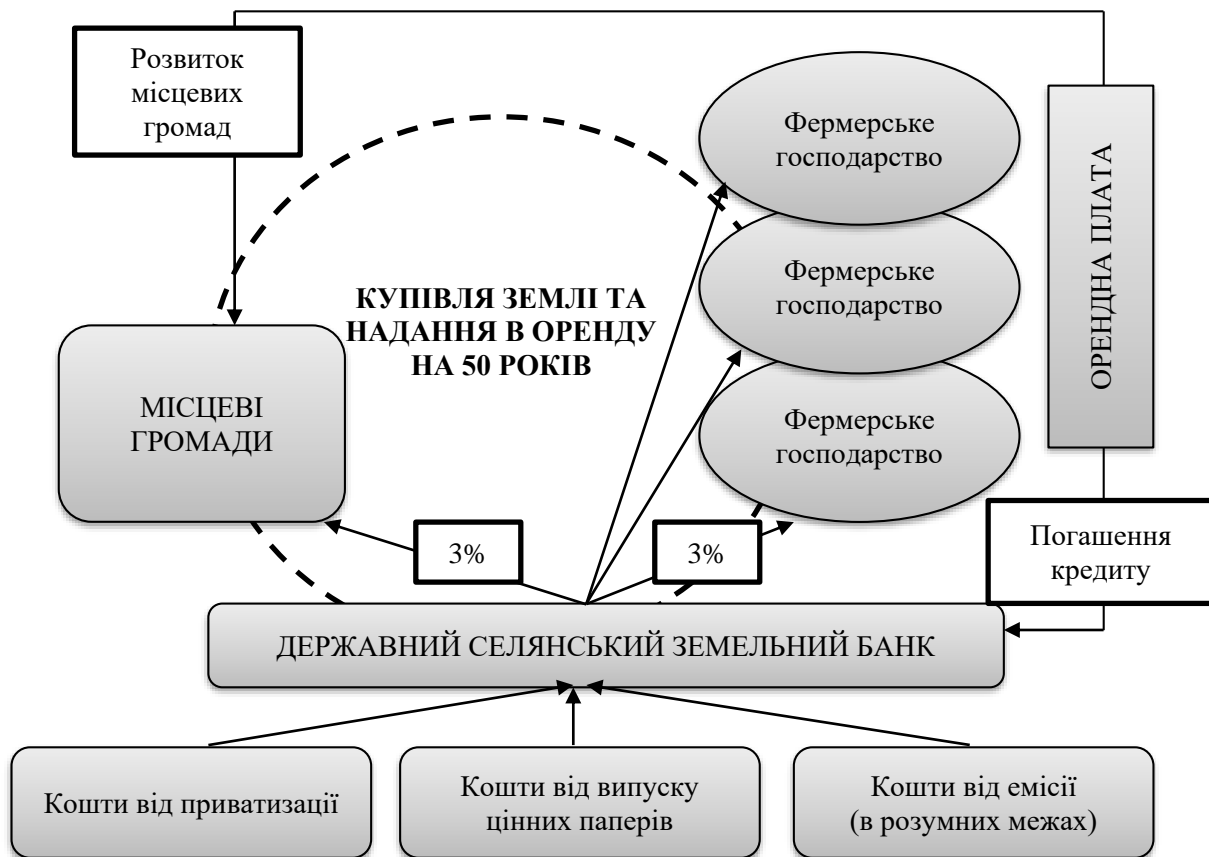 Розвиток
місцевих
громад
Фермерське
господарство
ОРЕНДНА ПЛАТА
Фермерське
господарство
КУПІВЛЯ ЗЕМЛІ ТА
НАДАННЯ В ОРЕНДУ
НА 50 РОКІВ
МІСЦЕВІ
ГРОМАДИ
Фермерське
господарство
3%
3%
Погашення
кредиту
ДЕРЖАВНИЙ СЕЛЯНСЬКИЙ ЗЕМЕЛЬНИЙ БАНК
Кошти від приватизації
Кошти від випуску
цінних паперів
Кошти від емісії
(в розумних межах)